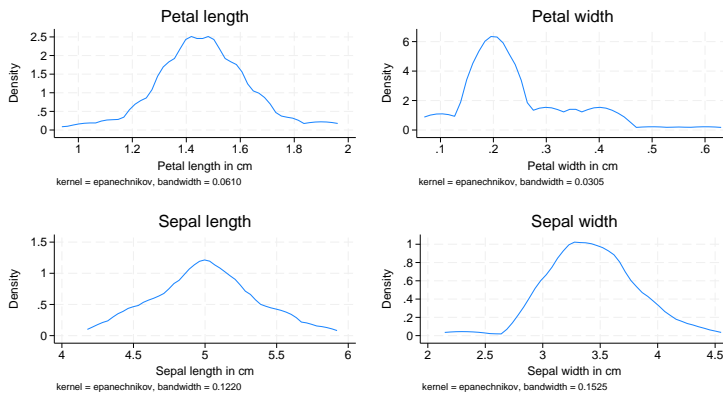 Petal length
Density
2.5
2
1.5
1
.5
0
1 1.2 1.4 1.6 1.8 2
Petal length in cm
kernel = epanechnikov, bandwidth = 0.0610
Petal width
Density
6
4
2
0
.1 .2 .3 .4 .5 .6
Petal width in cm
kernel = epanechnikov, bandwidth = 0.0305
Sepal length
Density
1.5
1
.5
0
4 4.5 5 5.5 6
Sepal length in cm
kernel = epanechnikov, bandwidth = 0.1220
Sepal width
Density
1
.8
.6
.4
.2
0
2 2.5 3 3.5 4 4.5
Sepal width in cm
kernel = epanechnikov, bandwidth = 0.1525